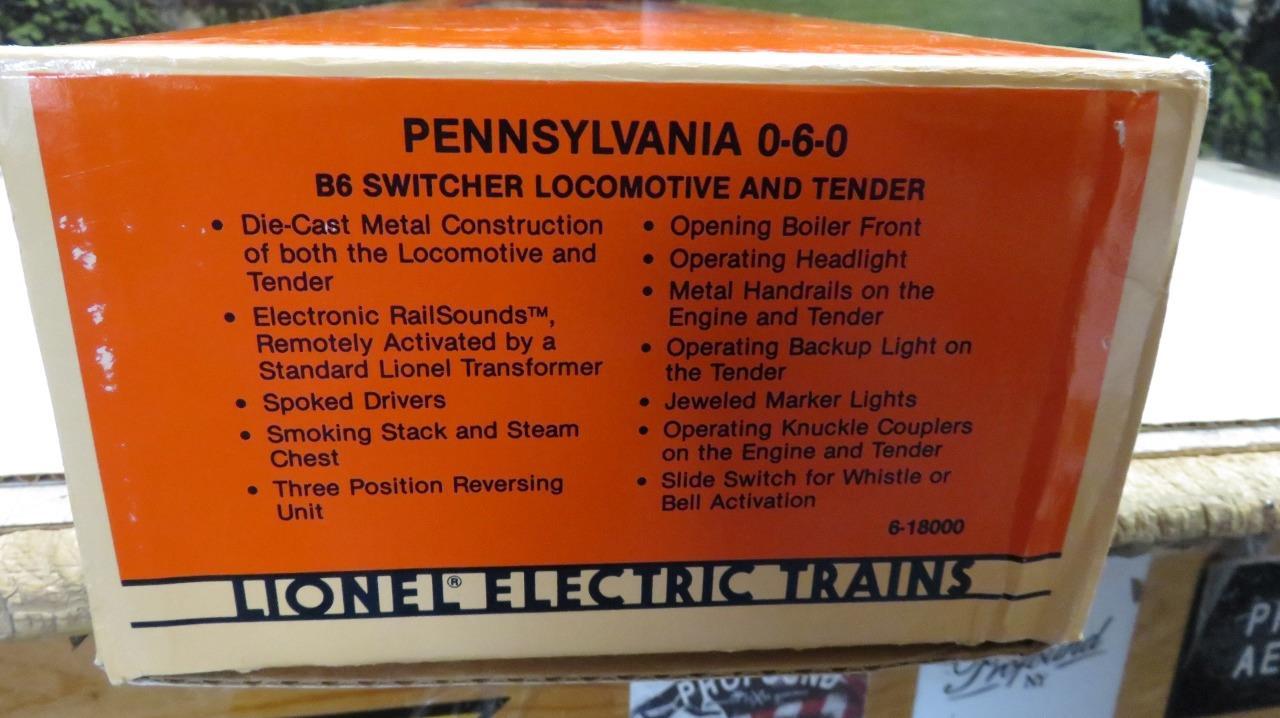 PENNSYLVANIA 0-6-0
B6 SWITCHER LOCOMOTIVE AND TENDER
• Die-Cast Metal Construction
of both the Locomotive and
Tender
• Electronic RailSounds™,
Remotely Activated by a
Standard Lionel Transformer
• Spoked Drivers
• Smoking Stack and Steam
Chest
• Three Position Reversing
Unit
• Opening Boiler Front
• Operating Headlight
• Metal Handrails on the
Engine and Tender
• Operating Backup Light on
the Tender
• Jeweled Marker Lights
• Operating Knuckle Couplers
on the Engine and Tender
• Slide Switch for Whistle or
Bell Activation
6-18000
LIONEL® ELECTRIC TRAINS
PROFOUND
Profound
NY